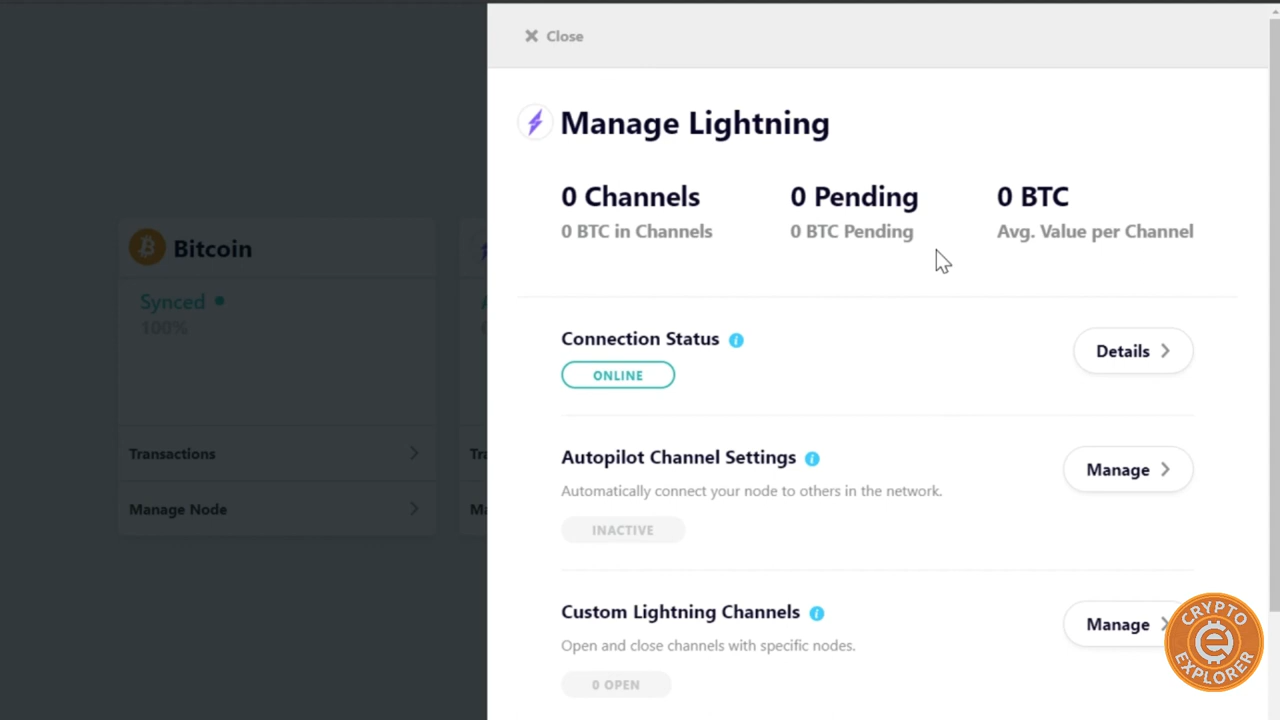 Close
Manage Lightning
0 Channels
0 BTC in Channels
0 Pending
0 BTC Pending
0 BTC
Avg. Value per Channel
Bitcoin
Synced
100%
Transactions
Manage Node
Connection Status
ONLINE
Details
Autopilot Channel Settings
Automatically connect your node to others in the network.
INACTIVE
Manage
Custom Lightning Channels
Open and close channels with specific nodes.
0 OPEN
Manage
CRYPTO
EXPLORER